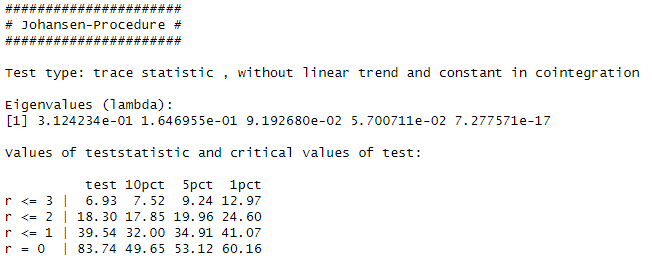 ######################
# Johansen-Procedure #
######################
Test type: trace statistic , without linear trend and constant in cointegration
Eigenvalues (lambda):
[1] 3.124234e-01 1.646955e-01 9.192680e-02 5.700711e-02 7.277571e-17
Values of teststatistic and critical values of test:
test 10pct 5pct 1pct
r <= 3 | 6.93 7.52 9.24 12.97
r <= 2 | 18.30 17.85 19.96 24.60
r <= 1 | 39.54 32.00 34.91 41.07
r = 0 | 83.74 49.65 53.12 60.16